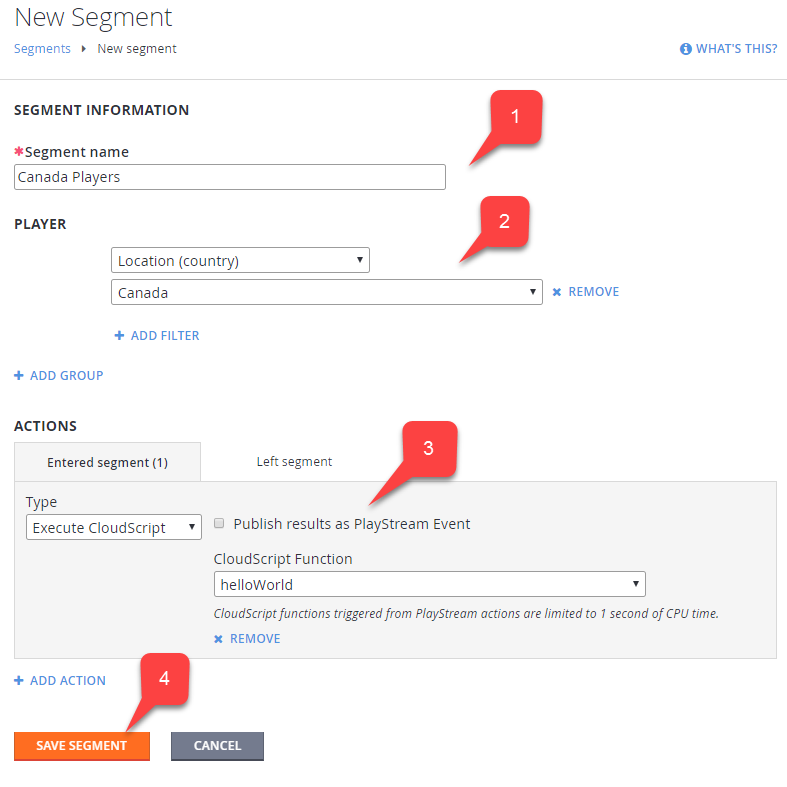 New Segment
Segments New segment
WHAT'S THIS?
SEGMENT INFORMATION
1
*Segment name
Canada Players
PLAYER
2
Location (country)
Canada
REMOVE
ADD FILTER
ADD GROUP
ACTIONS
3
Entered segment (1) Left segment
Type
Execute CloudScript
Publish results as PlayStream Event
CloudScript Function
helloWorld
CloudScript functions triggered from PlayStream actions are limited to 1 second of CPU time.
REMOVE
ADD ACTION
4
SAVE SEGMENT CANCEL